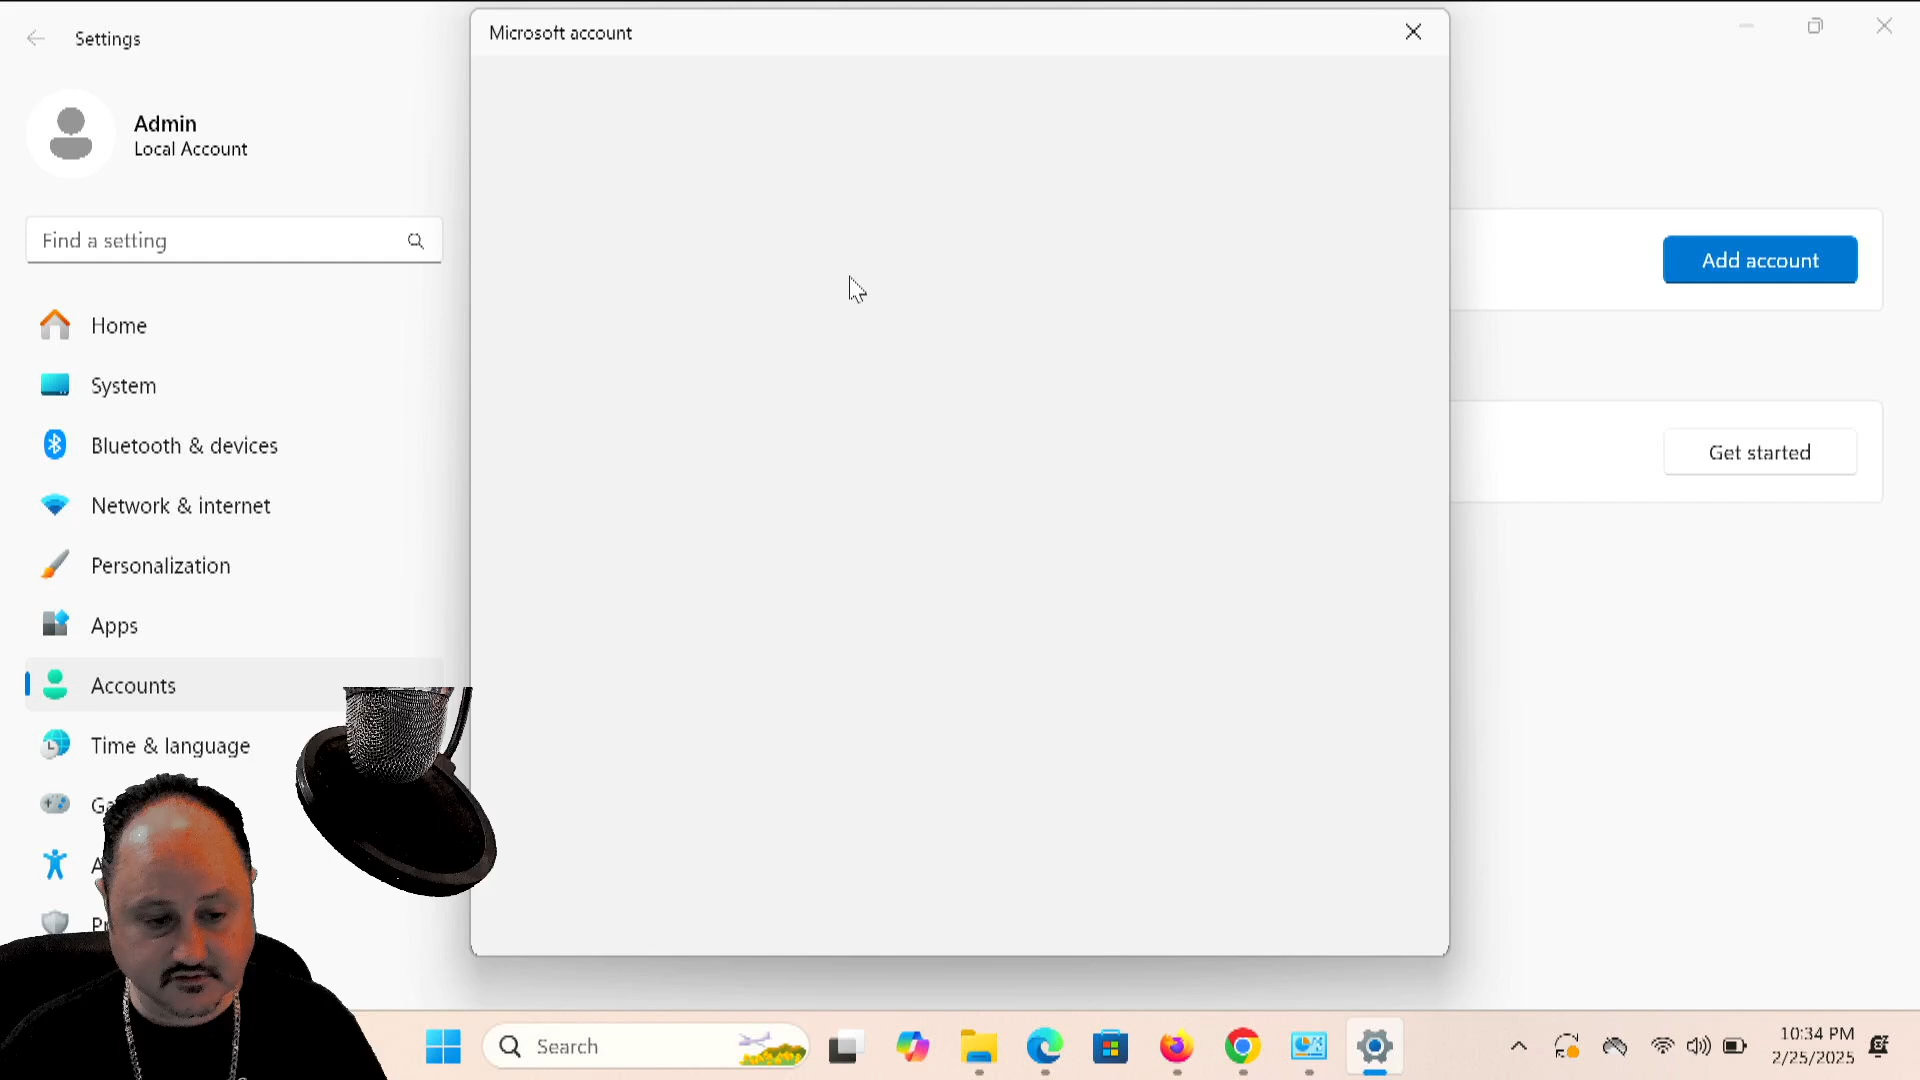 Settings
Microsoft account
Admin
Local Account
Find a setting
Add account
Home
System
Bluetooth & devices
Get started
Network & internet
Personalization
Apps
Accounts
Time & language
Search
10:34 PM
2/25/2025